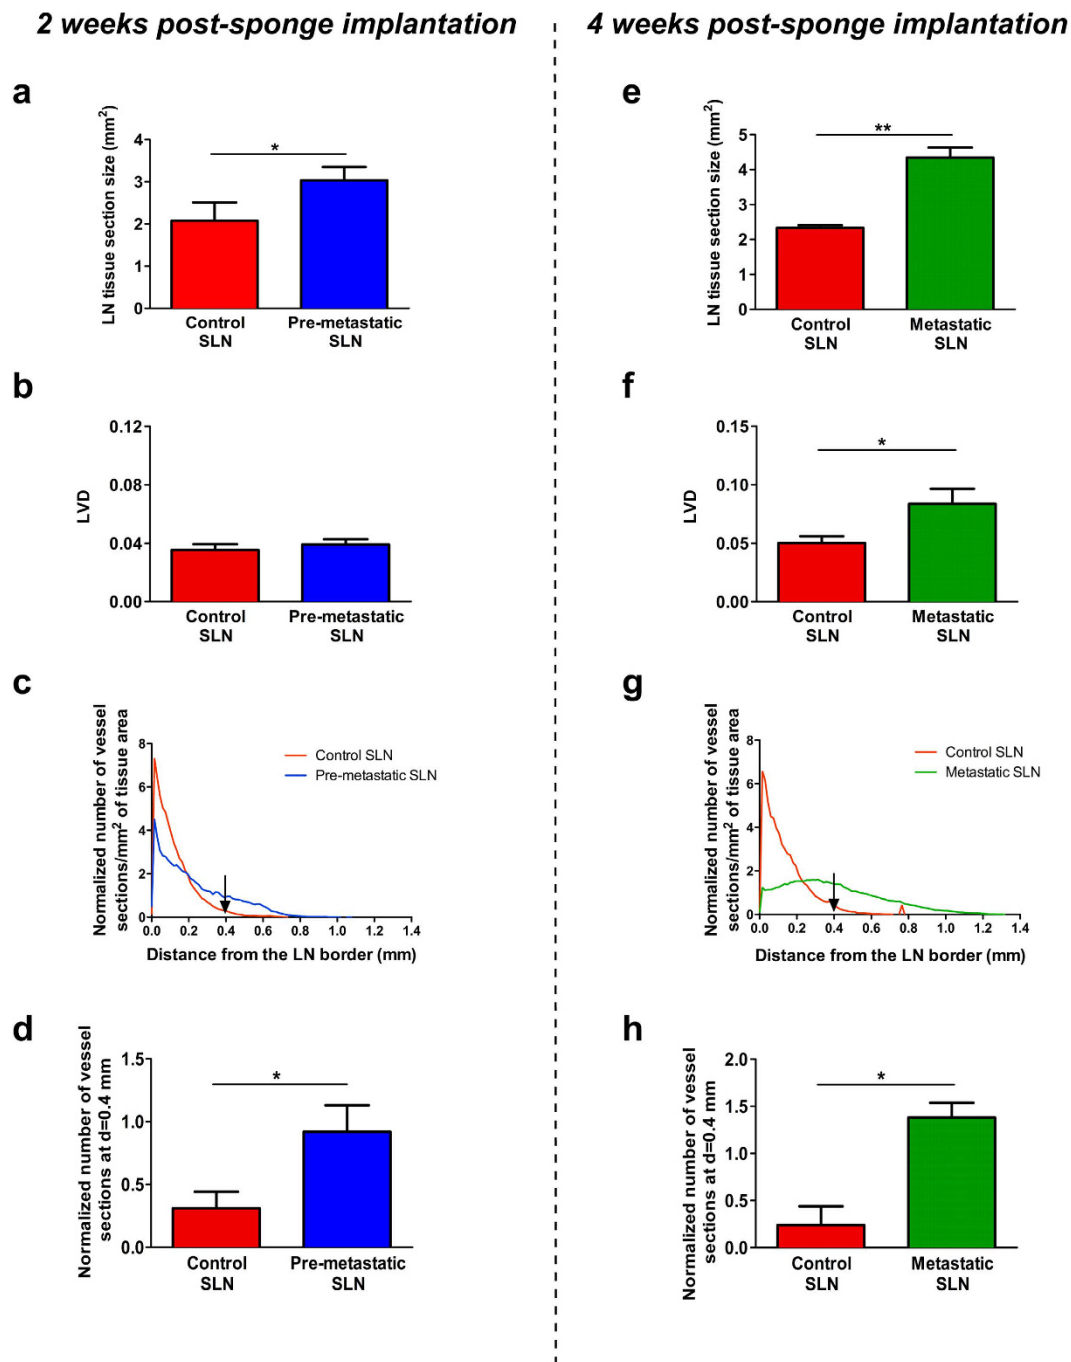 2 weeks post-sponge implantation
4 weeks post-sponge implantation
a
LN tissue section size (mm²)
4
3
2
1
0
*
Control
SLN
Pre-metastatic
SLN
e
LN tissue section size (mm²)
5
4
3
2
1
0
**
Control
SLN
Metastatic
SLN
b
LVD
0.12
0.08
0.04
0.00
Control
SLN
Pre-metastatic
SLN
f
LVD
0.15
0.10
0.05
0.00
*
Control
SLN
Metastatic
SLN
c
Normalized number of vessel
sections/mm² of tissue area
8
6
4
2
0
Control SLN
Pre-metastatic SLN
0.0 0.2 0.4 0.6 0.8 1.0 1.2 1.4
Distance from the LN border (mm)
g
Normalized number of vessel
sections/mm² of tissue area
8
6
4
2
0
Control SLN
Metastatic SLN
0.0 0.2 0.4 0.6 0.8 1.0 1.2 1.4
Distance from the LN border (mm)
d
Normalized number of vessel
sections at d=0.4 mm
1.5
1.0
0.5
0.0
*
Control
SLN
Pre-metastatic
SLN
h
Normalized number of vessel
sections at d=0.4 mm
2.0
1.5
1.0
0.5
0.0
*
Control
SLN
Metastatic
SLN